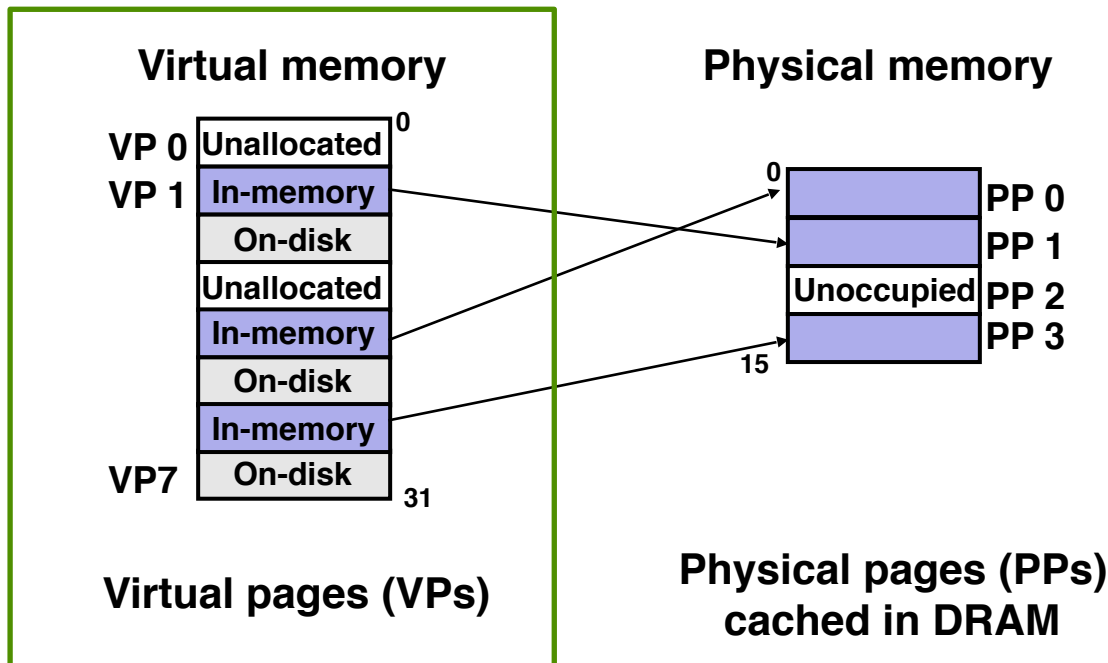 Virtual memory
0
VP 0 Unallocated
VP 1 In-memory
On-disk
Unallocated
In-memory
On-disk
In-memory
VP7 On-disk
31
Virtual pages (VPs)
Physical memory
0
PP 0
PP 1
Unoccupied PP 2
PP 3
15
Physical pages (PPs)
cached in DRAM